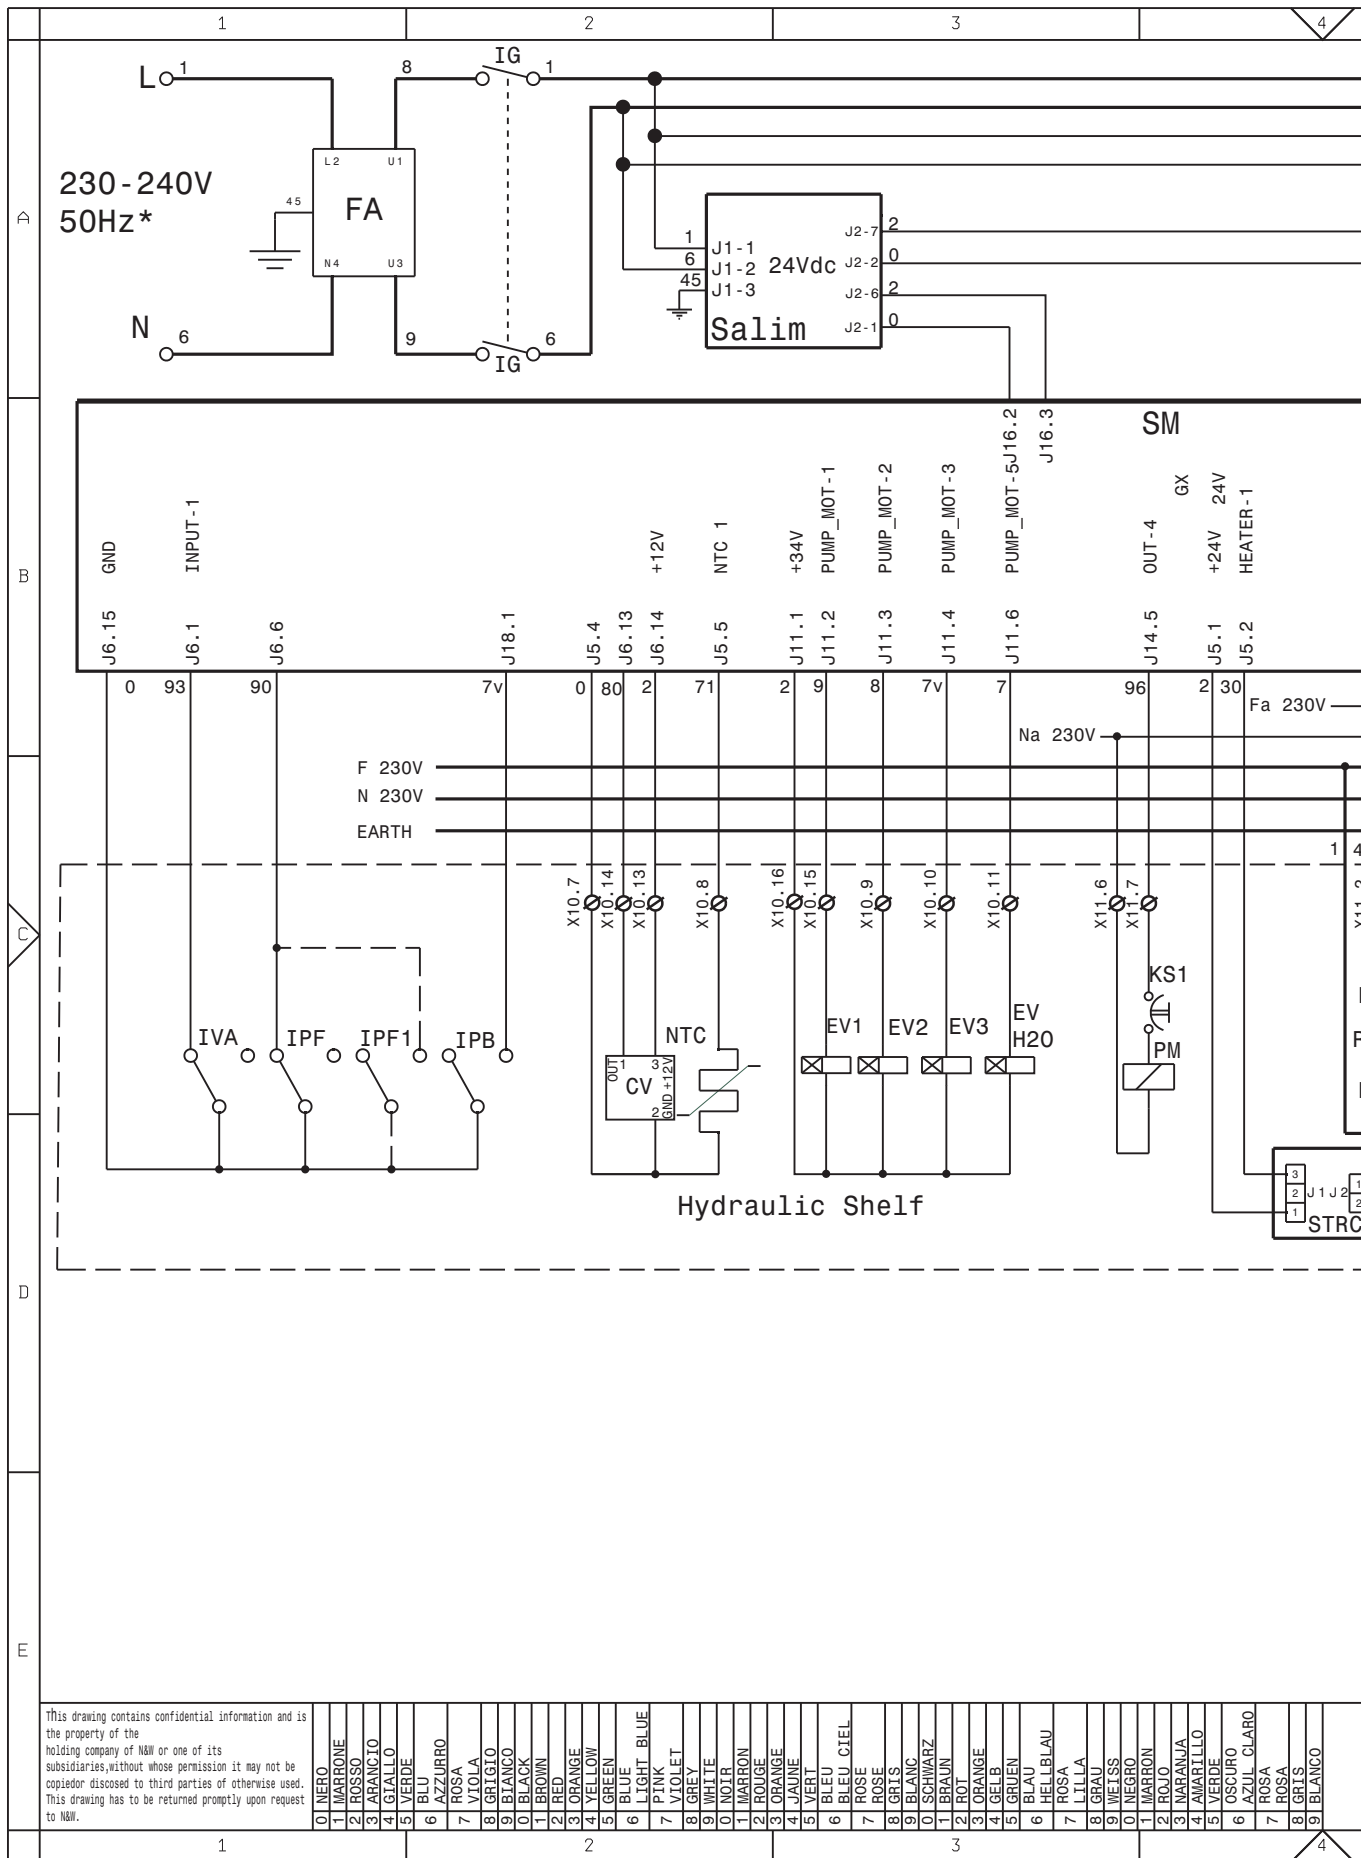 1 2 3 4
A
B
C
D
E
L 1
8 IG 1
230-240V
50Hz*
L2 U1
45 FA
N4 U3
N 6
9 IG 6
1 J1-1
6 J1-2
45 J1-3
24Vdc
Salim
J2-7 2
J2-2 0
J2-6 2
J2-1 0
SM
J16.2
J16.3
GND
INPUT-1
+12V
NTC 1
+34V
PUMP_MOT-1
PUMP_MOT-2
PUMP_MOT-3
PUMP_MOT-5
OUT-4
GX
+24V
24V
HEATER-1
J6.15
J6.1
J6.6
J18.1
J5.4
J6.13
J6.14
J5.5
J11.1
J11.2
J11.3
J11.4
J11.6
J14.5
J5.1
J5.2
0 93 90 7v 0 80 2 71 2 9 8 7v 7 96 2 30
Fa 230V
Na 230V
F 230V
N 230V
EARTH
1 4
X10.7
X10.14
X10.13
X10.8
X10.16
X10.15
X10.9
X10.10
X10.11
X11.6
X11.7
KS1
PM
IVA IPF IPF1 IPB
NTC
OUT 1 3 +12V
CV
2 GND
EV1 EV2 EV3
EV
H2O
Hydraulic Shelf
3
2
1
J1 J2
1
2
STRC
This drawing contains confidential information and is
the property of the
holding company of N&W or one of its
subsidiaries,without whose permission it may not be
copiedor discosed to third parties of otherwise used.
This drawing has to be returned promptly upon request
to N&W.
0 NERO
1 MARRONE
2 ROSSO
3 ARANCIO
4 GIALLO
5 VERDE
6 BLU AZZURRO
7 ROSA VIOLA
8 GRIGIO
9 BIANCO
0 BLACK
1 BROWN
2 RED
3 ORANGE
4 YELLOW
5 GREEN
6 BLUE LIGHT BLUE
7 PINK VIOLET
8 GREY
9 WHITE
0 NOIR
1 MARRON
2 ROUGE
3 ORANGE
4 JAUNE
5 VERT
6 BLEU BLEU CIEL
7 ROSE ROSE
8 GRIS
9 BLANC
0 SCHWARZ
1 BRAUN
2 ROT
3 ORANGE
4 GELB
5 GRUEN
6 BLAU HELLBLAU
7 ROSA LILLA
8 GRAU
9 WEISS
0 NEGRO
1 MARRON
2 ROJO
3 NARANJA
4 AMARILLO
5 VERDE
6 OSCURO AZUL CLARO
7 ROSA ROSA
8 GRIS
9 BLANCO
1 2 3 4